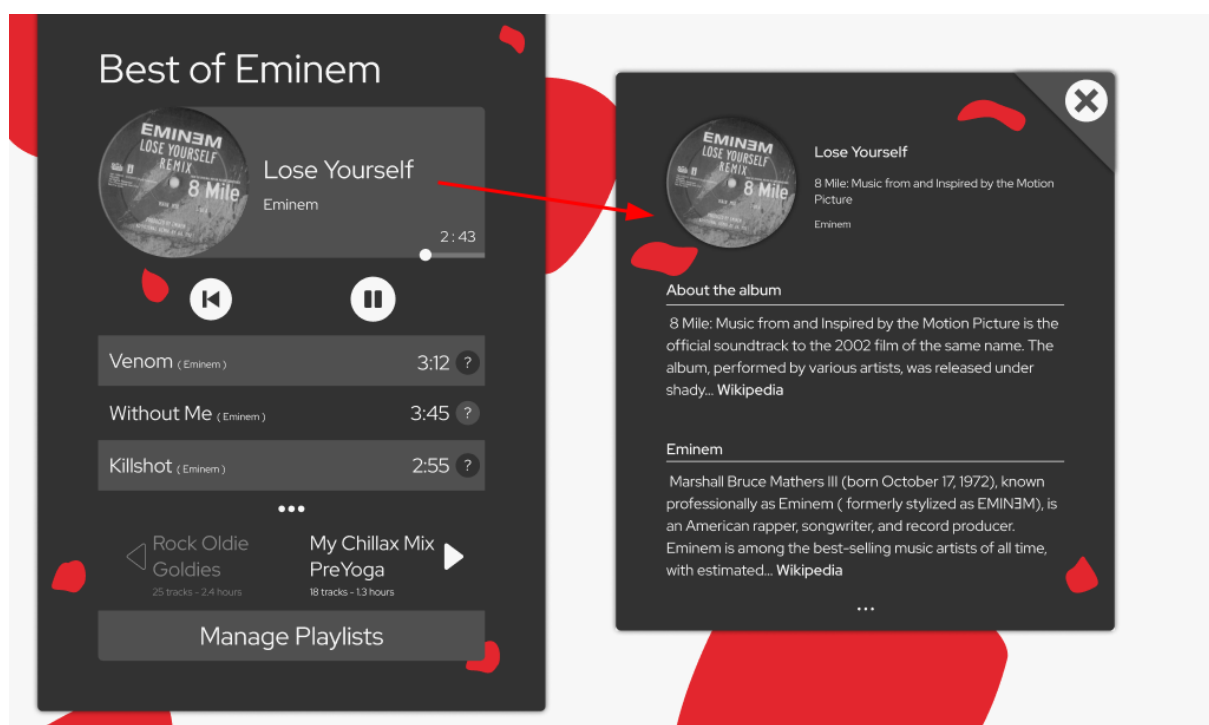 Best of Eminem
EMINƎM
LOSE YOURSELF
REMIX
8 Mile
Lose Yourself
Eminem
2:43
Venom ( Eminem )
3:12 ?
Without Me ( Eminem )
3:45 ?
Killshot ( Eminem )
2:55 ?
•••
Rock Oldie
Goldies
25 tracks - 2.4 hours
My Chillax Mix
PreYoga
18 tracks - 1.3 hours
Manage Playlists
EMINƎM
LOSE YOURSELF
REMIX
8 Mile
Lose Yourself
8 Mile: Music from and Inspired by the Motion
Picture
Eminem
About the album
8 Mile: Music from and Inspired by the Motion Picture is the
official soundtrack to the 2002 film of the same name. The
album, performed by various artists, was released under
shady... Wikipedia
Eminem
Marshall Bruce Mathers III (born October 17, 1972), known
professionally as Eminem ( formerly stylized as EMINƎM), is
an American rapper, songwriter, and record producer.
Eminem is among the best-selling music artists of all time,
with estimated... Wikipedia
...